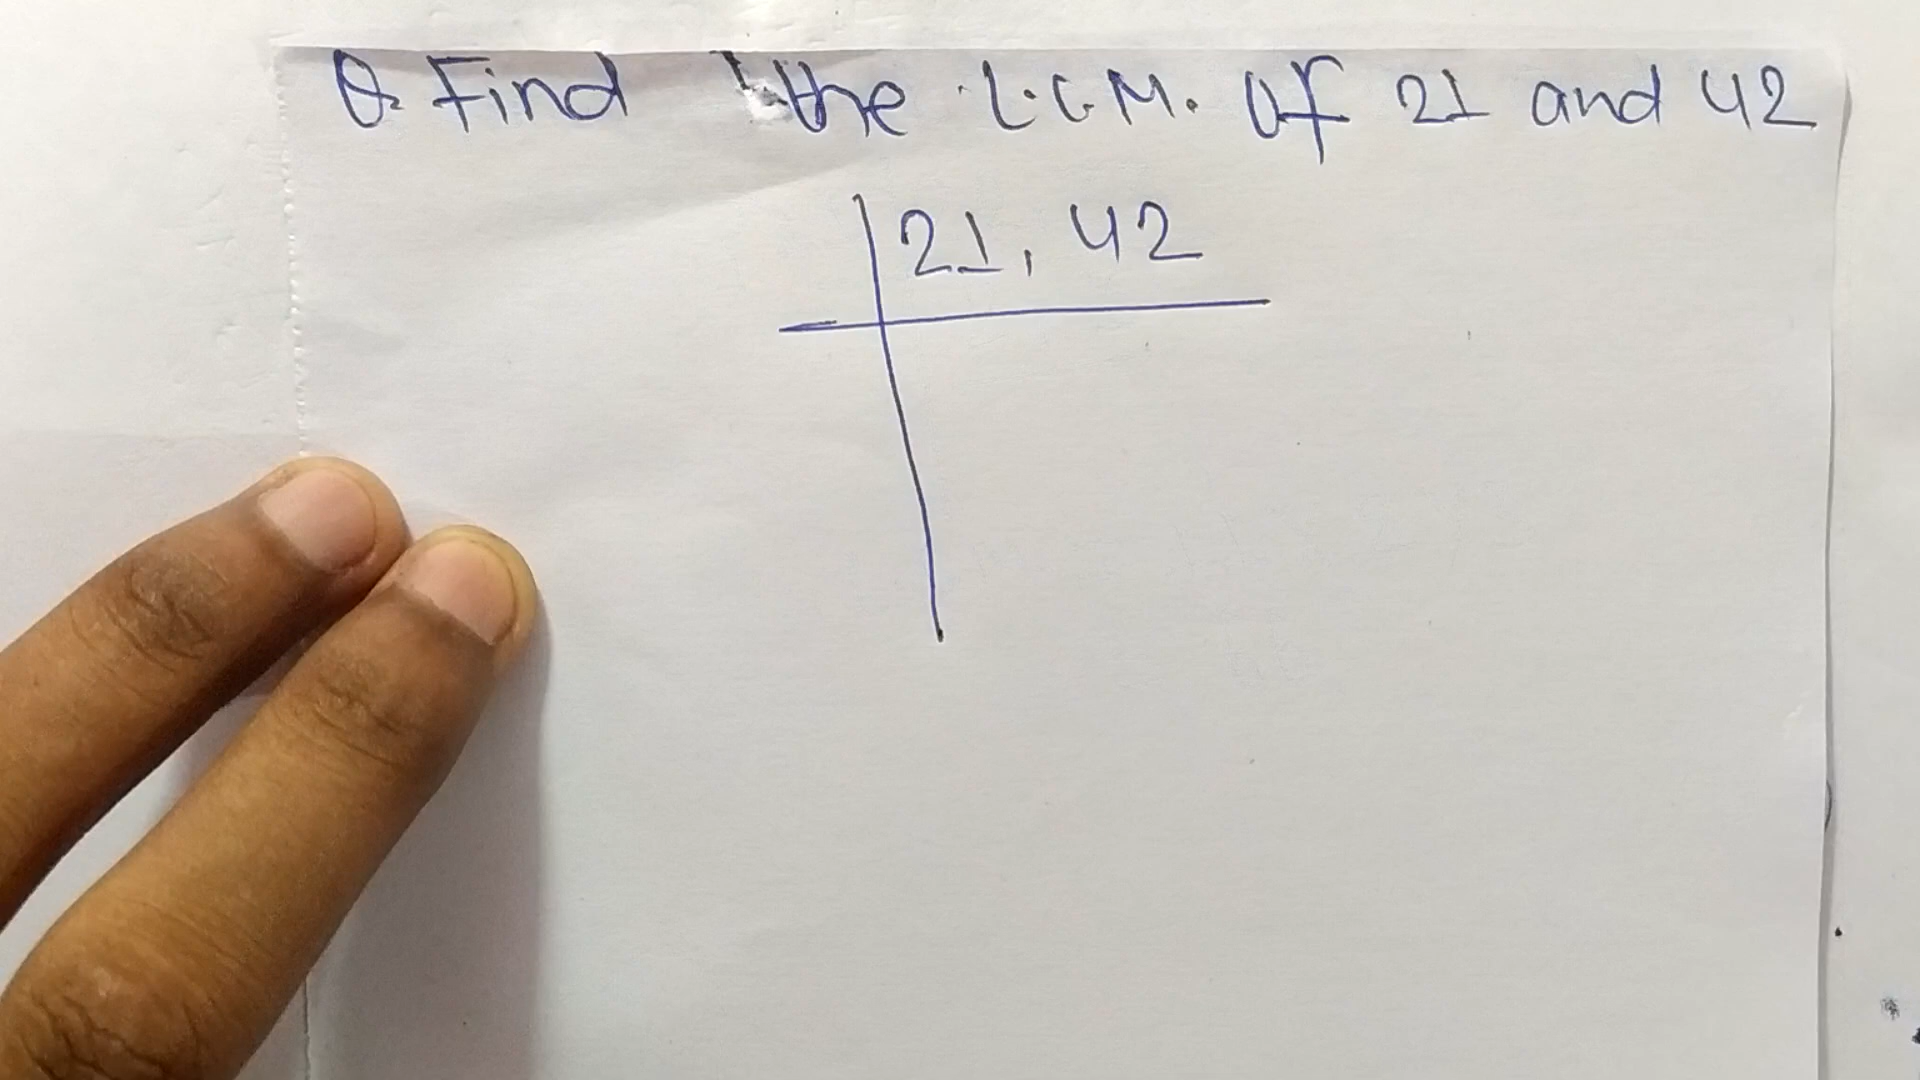 Q. Find the L.C.M. Of 21 and 42
21, 42